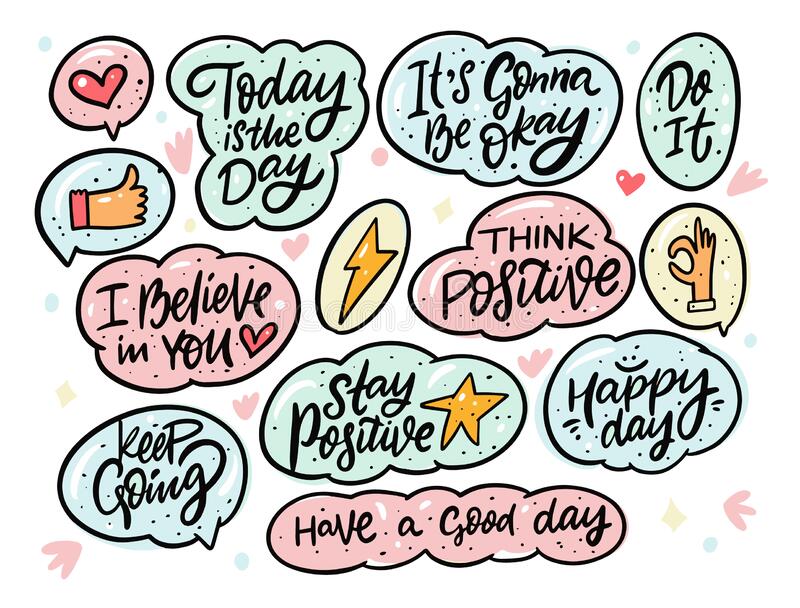 Today
is the
Day
It's Gonna
Be Okay
Do
It
I Believe
in YOU
THINK
Positive
Stay
Positive
Happy
day
Keep
Going
Have a Good day